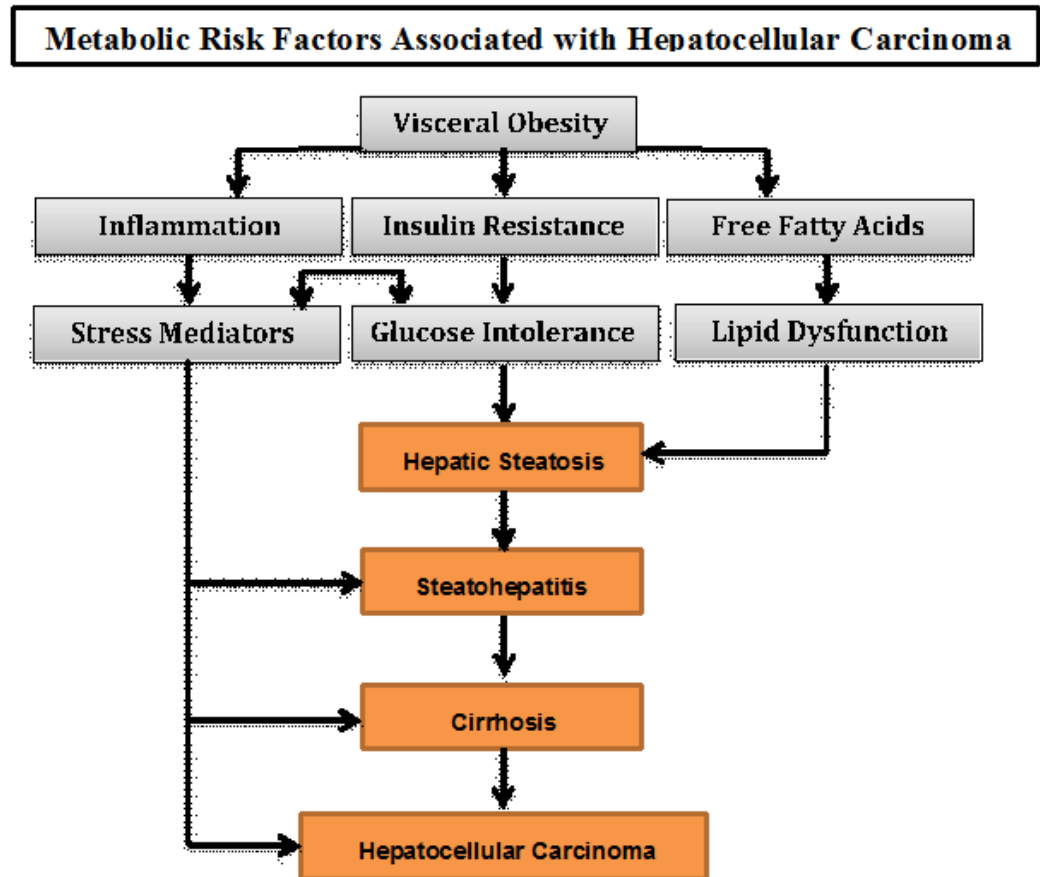 Metabolic Risk Factors Associated with Hepatocellular Carcinoma
Visceral Obesity
Inflammation
Insulin Resistance
Free Fatty Acids
Stress Mediators
Glucose Intolerance
Lipid Dysfunction
Hepatic Steatosis
Steatohepatitis
Cirrhosis
Hepatocellular Carcinoma